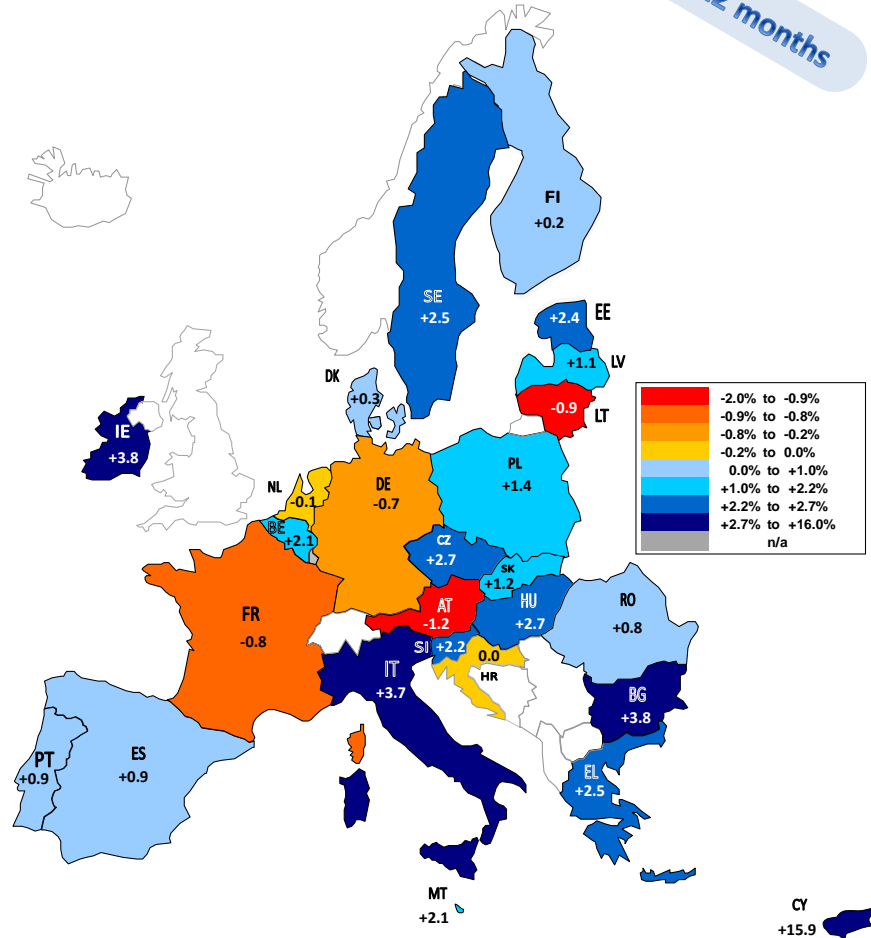 months
FI
+0.2
SE
+2.5
EE
+2.4
LV
+1.1
DK
+0.3
-0.9
LT
IE
+3.8
-2.0% to -0.9%
-0.9% to -0.8%
-0.8% to -0.2%
-0.2% to 0.0%
0.0% to +1.0%
+1.0% to +2.2%
+2.2% to +2.7%
+2.7% to +16.0%
n/a
NL
-0.1
DE
-0.7
PL
+1.4
BE
+2.1
CZ
+2.7
SK
+1.2
FR
-0.8
AT
-1.2
HU
+2.7
RO
+0.8
SI
+2.2
0.0
HR
IT
+3.7
BG
+3.8
PT
+0.9
ES
+0.9
EL
+2.5
MT
+2.1
CY
+15.9